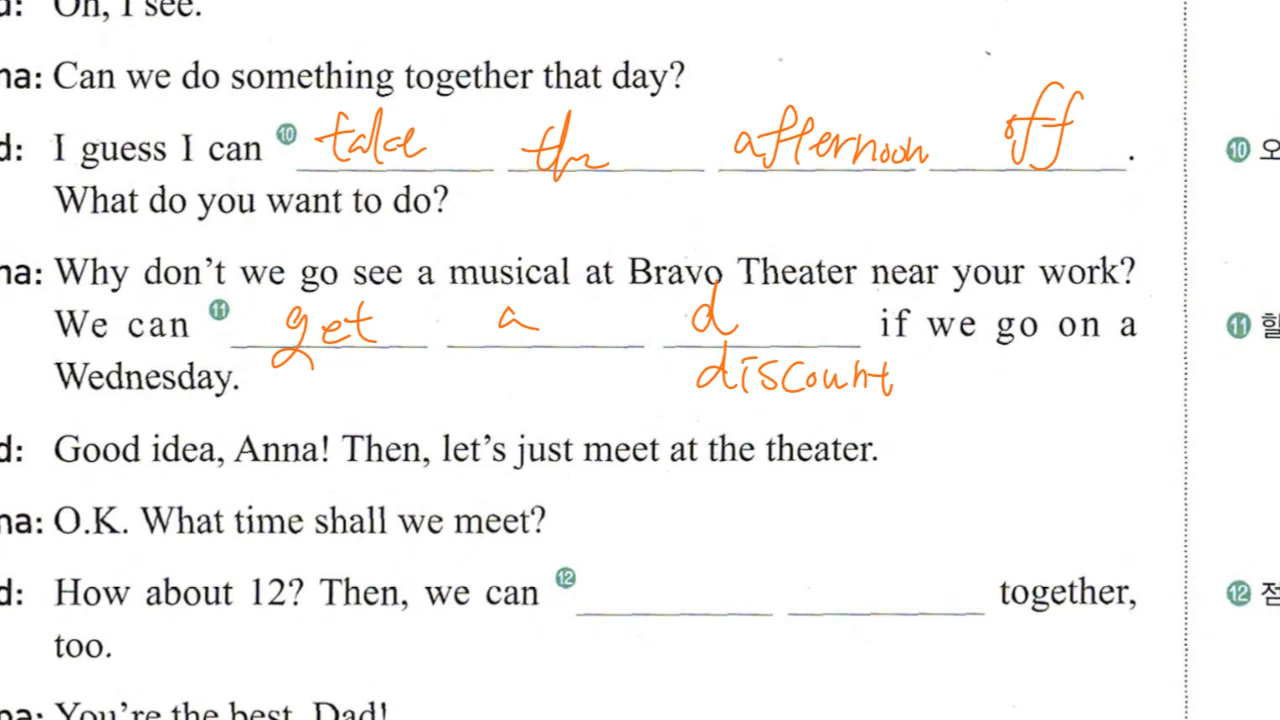 d: Oh, I see.
na: Can we do something together that day?
d: I guess I can ⑩ take the afternoon off . ⑩ 오
What do you want to do?
na: Why don't we go see a musical at Bravo Theater near your work?
We can ⑪ get a d if we go on a ⑪ 할
discount
Wednesday.
d: Good idea, Anna! Then, let's just meet at the theater.
na: O.K. What time shall we meet?
d: How about 12? Then, we can ⑫ together, ⑫ 점
too.
na: You're the best, Dad!